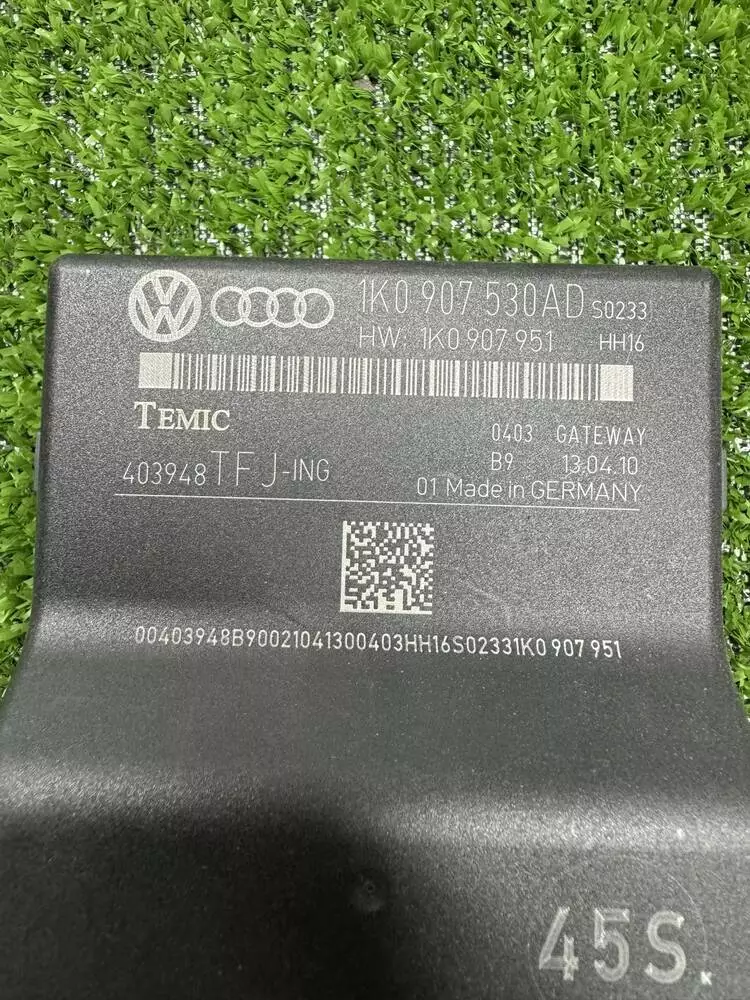 1K0 907 530AD S0233
HW: 1K0 907 951 HH16
TEMIC
0403 GATEWAY
403948TFJ-ING
B9 13.04.10
01 Made in GERMANY
00403948B90021041300403HH16S02331K0 907 951
45S.
K